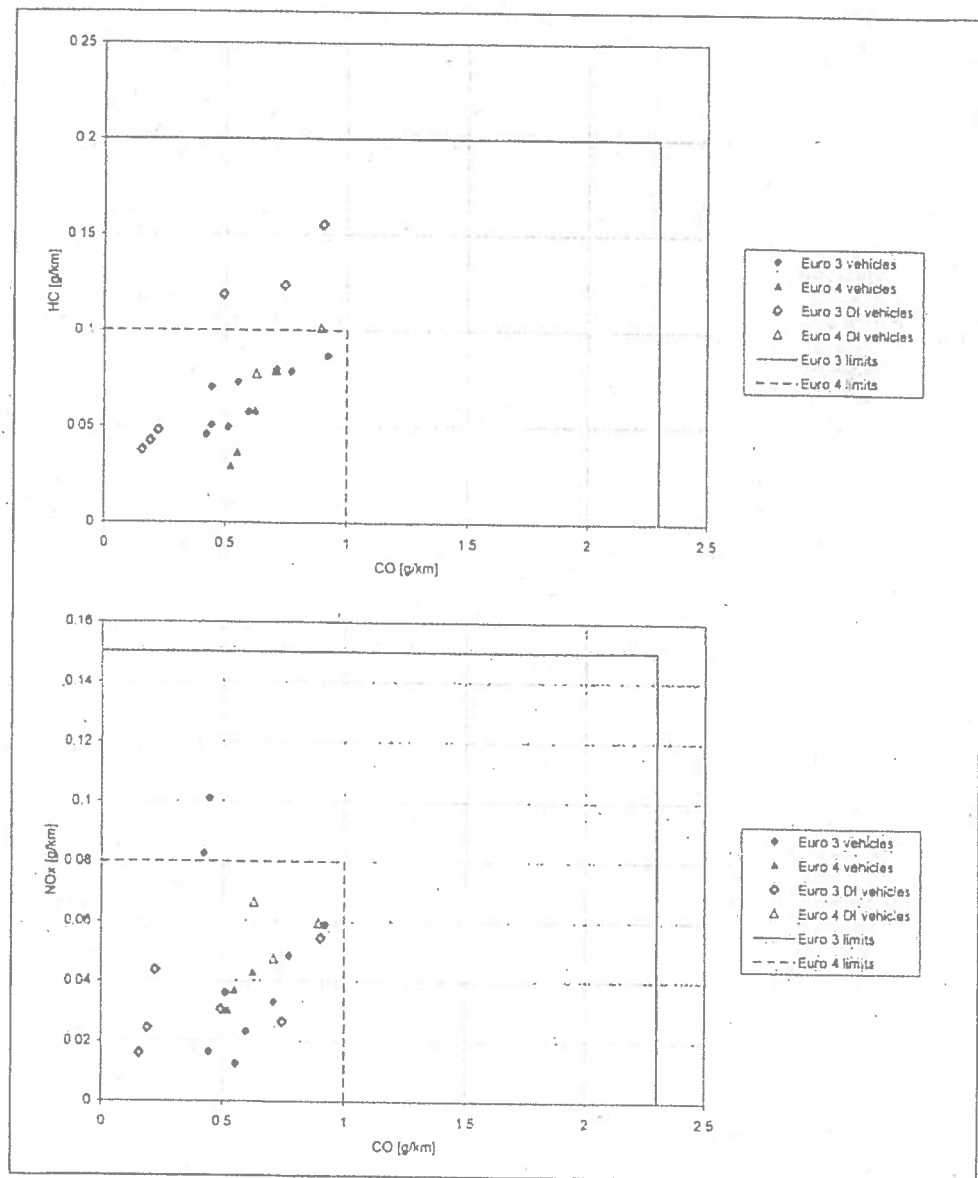 0.25
0.2
0.15
0.1
0.05
0
HC [g/km]
0 0.5 1 1.5 2 2.5
CO [g/km]
Euro 3 vehicles
Euro 4 vehicles
Euro 3 DI vehicles
Euro 4 DI vehicles
Euro 3 limits
Euro 4 limits
0.16
0.14
0.12
0.1
0.08
0.06
0.04
0.02
0
NOx [g/km]
0 0.5 1 1.5 2 2.5
CO [g/km]
Euro 3 vehicles
Euro 4 vehicles
Euro 3 DI vehicles
Euro 4 DI vehicles
Euro 3 limits
Euro 4 limits